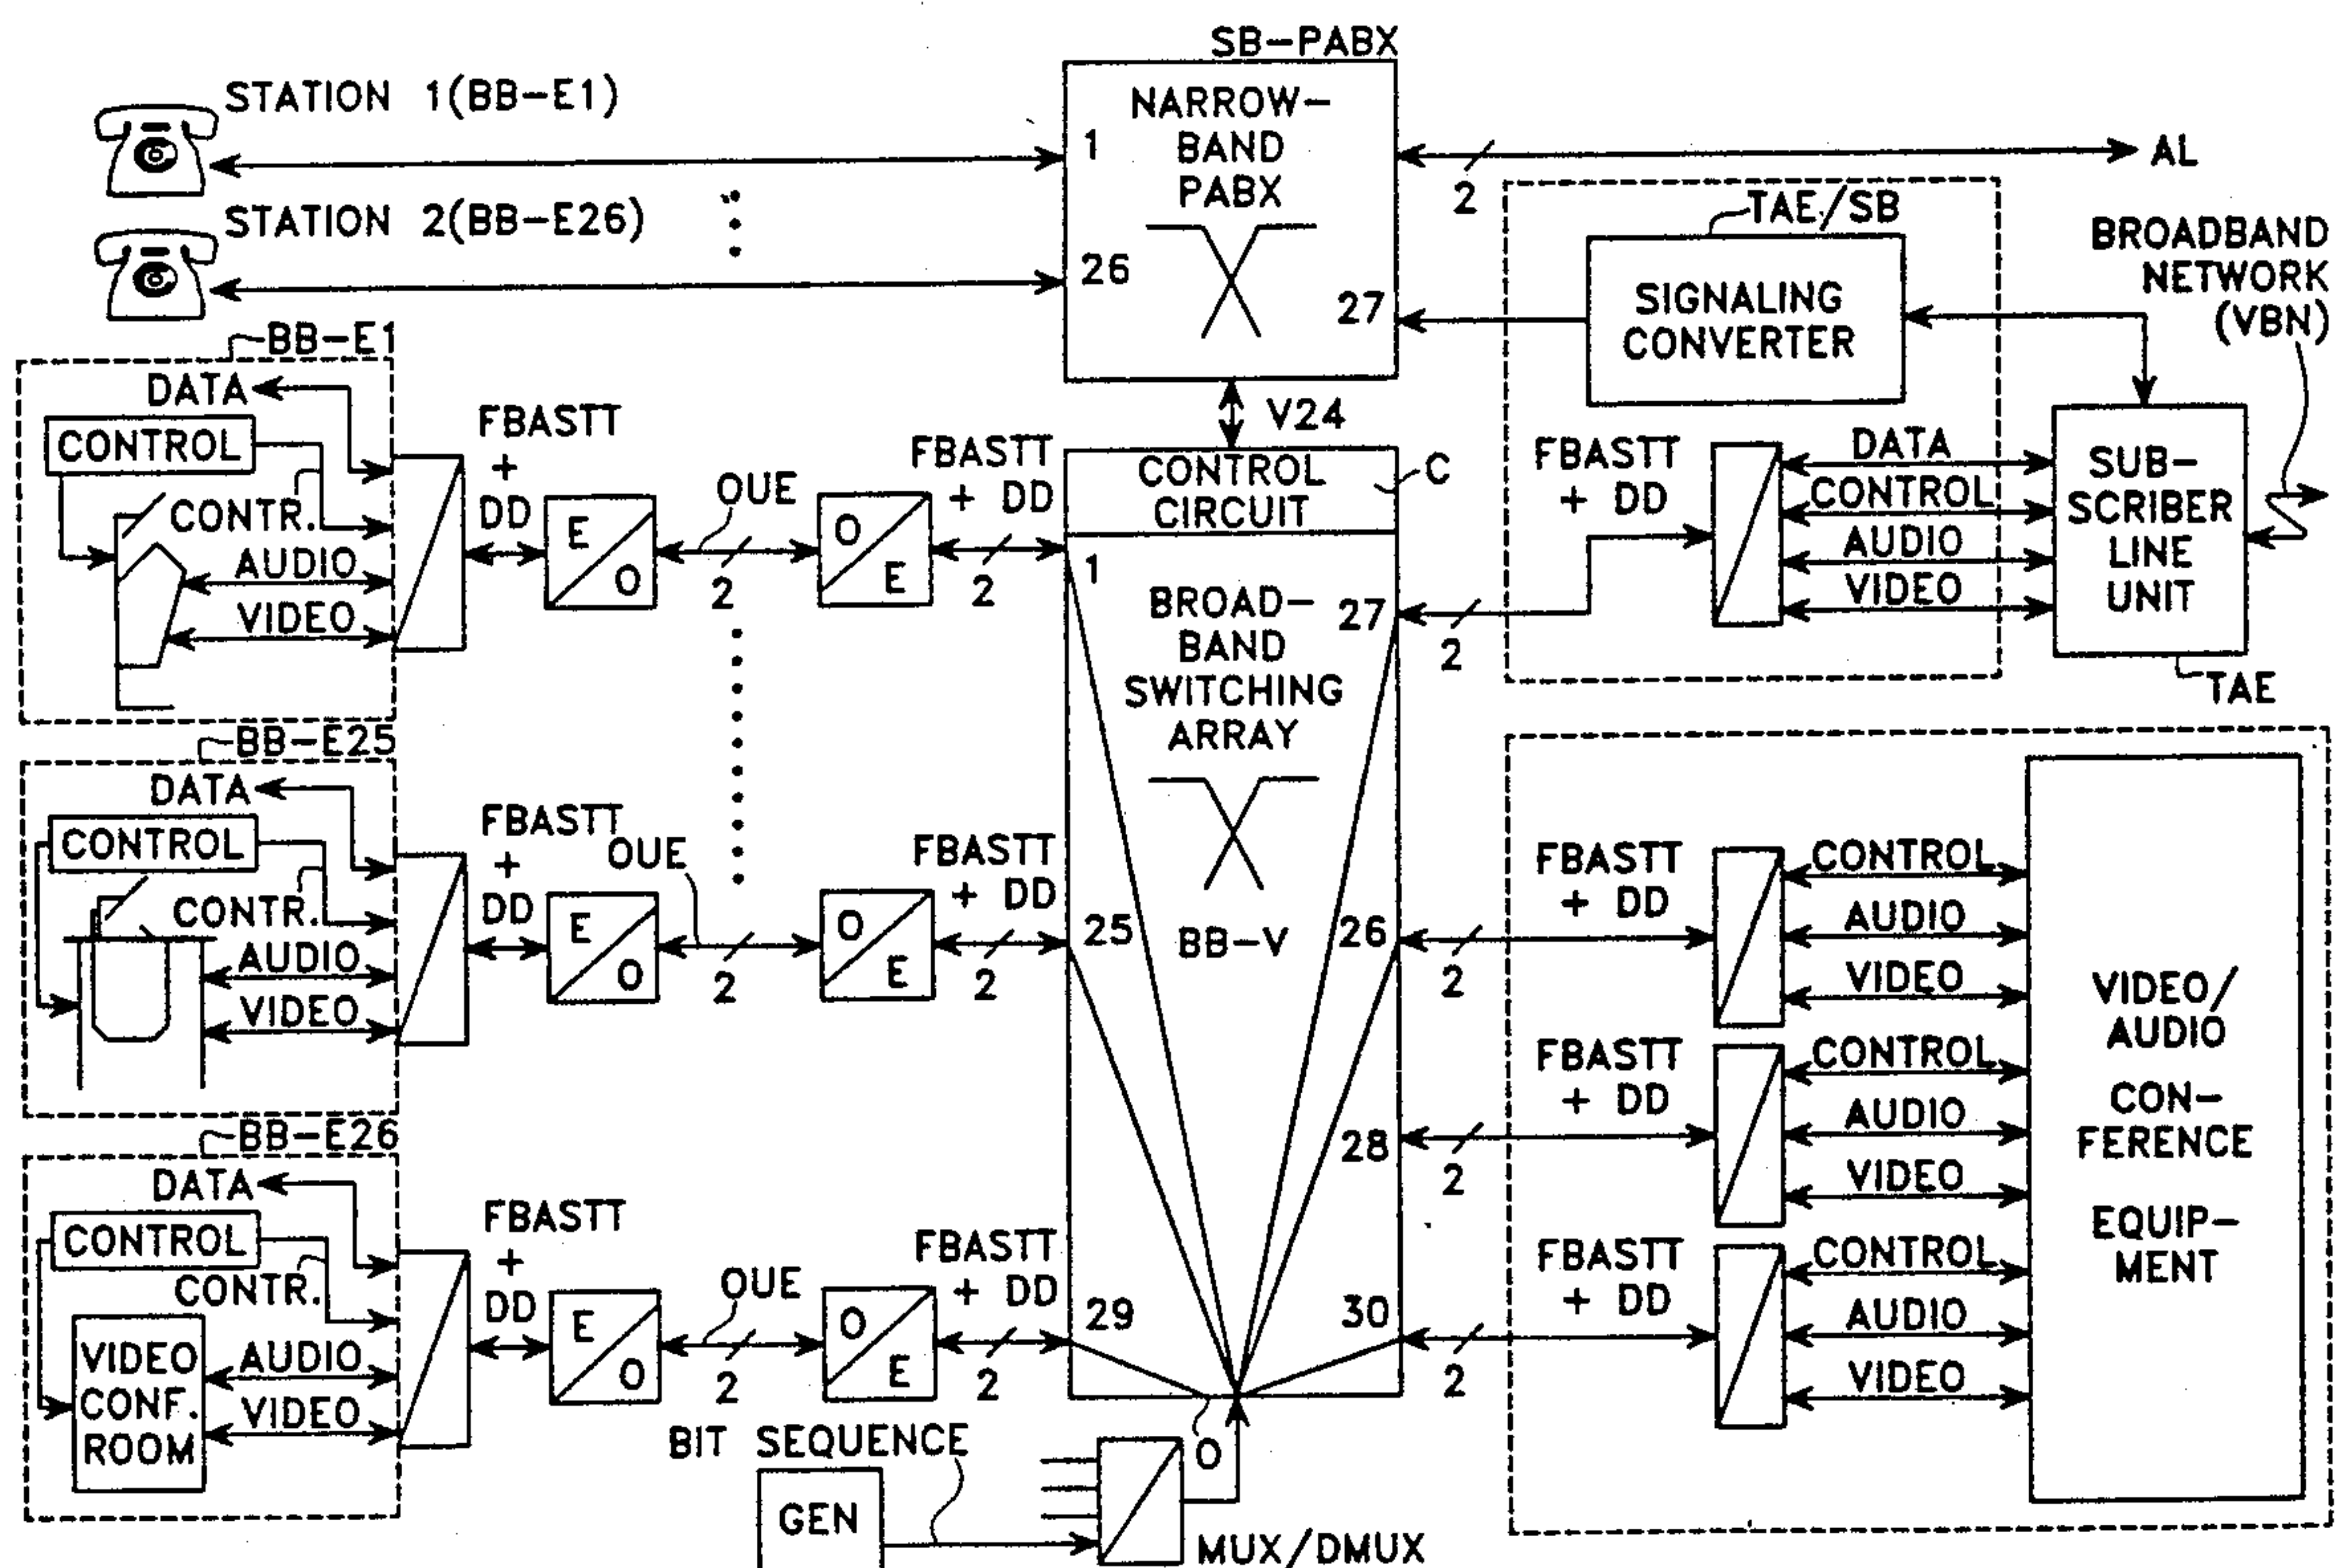 SB-PABX
STATION 1(BB-E1)
STATION 2(BB-E26)
NARROW-
BAND
PABX
1
26
27
2
AL
TAE/SB
SIGNALING
CONVERTER
BROADBAND
NETWORK
(VBN)
V24
BB-E1
DATA
CONTROL
CONTR.
AUDIO
VIDEO
FBASTT
+
DD
E
O
OUE
2
O
E
FBASTT
+ DD
2
CONTROL
CIRCUIT
C
1
BROAD-
BAND
SWITCHING
ARRAY
BB-V
27
2
FBASTT
+ DD
DATA
CONTROL
AUDIO
VIDEO
SUB-
SCRIBER
LINE
UNIT
TAE
BB-E25
DATA
CONTROL
CONTR.
AUDIO
VIDEO
FBASTT
+
DD
E
O
OUE
2
O
E
FBASTT
+ DD
2
25
26
2
FBASTT
+ DD
CONTROL
AUDIO
VIDEO
28
2
FBASTT
+ DD
CONTROL
AUDIO
VIDEO
VIDEO/
AUDIO
CON-
FERENCE
EQUIP-
MENT
BB-E26
DATA
CONTROL
CONTR.
VIDEO
CONF.
ROOM
AUDIO
VIDEO
FBASTT
+
DD
E
O
OUE
2
O
E
FBASTT
+ DD
2
29
30
2
FBASTT
+ DD
CONTROL
AUDIO
VIDEO
O
BIT SEQUENCE
GEN
MUX/DMUX